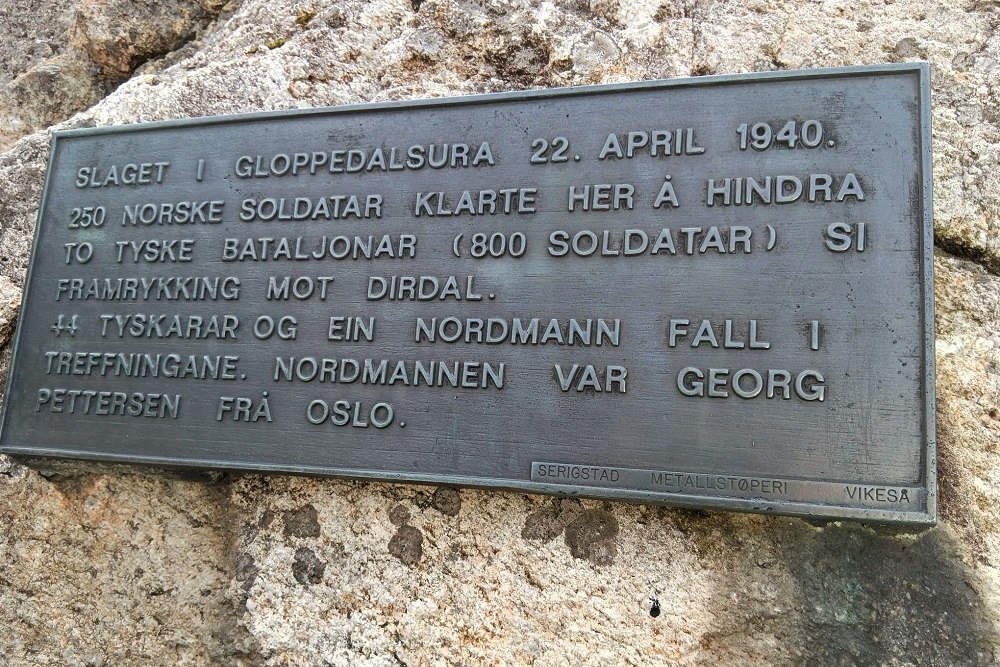 SLAGET I GLOPPEDALSURA 22. APRIL 1940.
250 NORSKE SOLDATAR KLARTE HER Å HINDRA
TO TYSKE BATALJONAR (800 SOLDATAR) SI
FRAMRYKKING MOT DIRDAL.
44 TYSKARAR OG EIN NORDMANN FALL I
TREFFNINGANE. NORDMANNEN VAR GEORG
PETTERSEN FRÅ OSLO.
SERIGSTAD METALLSTØPERI VIKESÅ